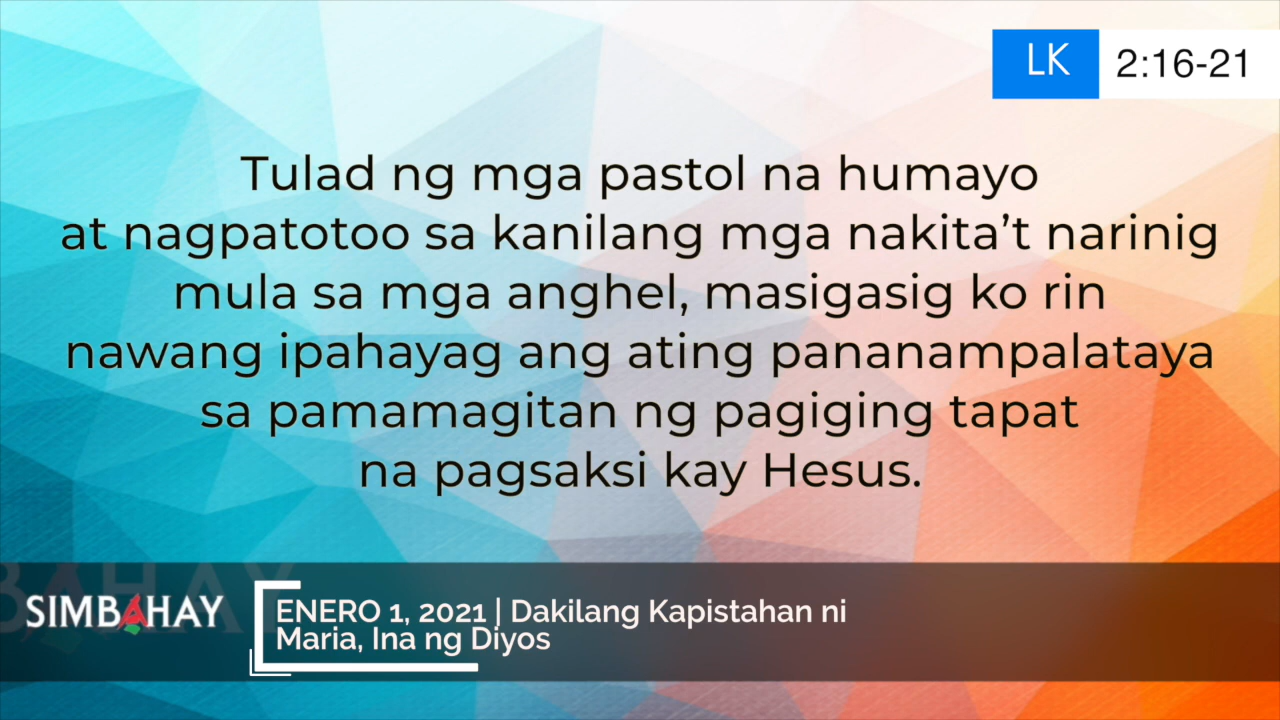 LK 2:16-21
Tulad ng mga pastol na humayo
at nagpatotoo sa kanilang mga nakita’t narinig
mula sa mga anghel, masigasig ko rin
nawang ipahayag ang ating pananampalataya
sa pamamagitan ng pagiging tapat
na pagsaksi kay Hesus.
SIMBAHAY
ENERO 1, 2021 | Dakilang Kapistahan ni
Maria, Ina ng Diyos